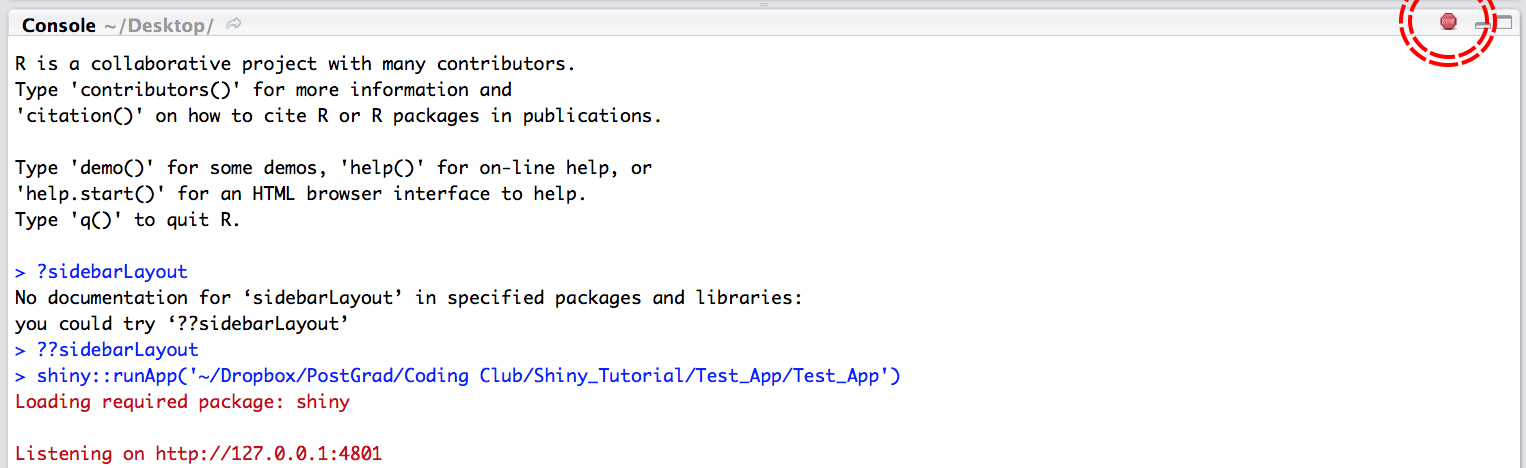 Console ~/Desktop/
STOP
R is a collaborative project with many contributors.
Type 'contributors()' for more information and
'citation()' on how to cite R or R packages in publications.
Type 'demo()' for some demos, 'help()' for on-line help, or
'help.start()' for an HTML browser interface to help.
Type 'q()' to quit R.
> ?sidebarLayout
No documentation for ‘sidebarLayout’ in specified packages and libraries:
you could try ‘??sidebarLayout’
> ??sidebarLayout
> shiny::runApp('~/Dropbox/PostGrad/Coding Club/Shiny_Tutorial/Test_App/Test_App')
Loading required package: shiny
Listening on http://127.0.0.1:4801